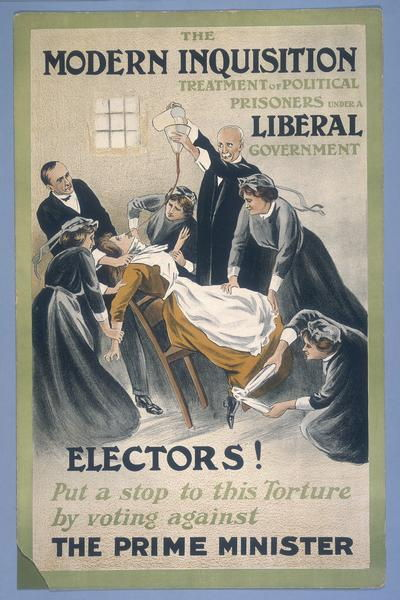 THE
MODERN INQUISITION
TREATMENT OF POLITICAL
PRISONERS UNDER A
LIBERAL
GOVERNMENT
ELECTORS!
Put a stop to this Torture
by voting against
THE PRIME MINISTER